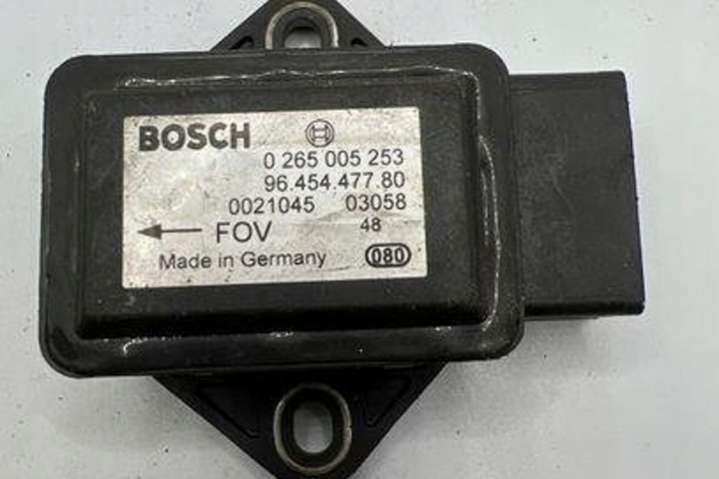 BOSCH
0 265 005 253
96.454.477.80
0021045 03058
FOV 48
Made in Germany 080